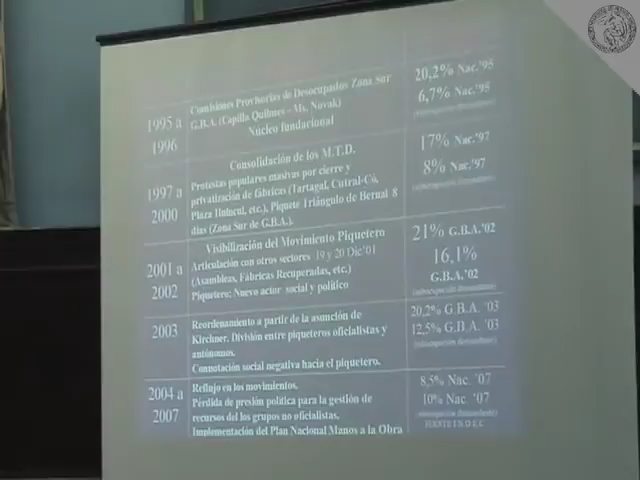 1995 a
1996
Comisiones Provisorias de Desocupados Zona Sur
G.B.A. (Capilla Quilmes - Ms. Novak)
Núcleo fundacional
20,2% Nac.'95
6,7% Nac.'95
1997 a
2000
Consolidación de los M.T.D.
Protestas populares masivas por cierre y
privatización de fábricas (Tartagal, Cutral-Có,
Plaza Huincul, etc.), Piquete Triángulo de Bernal 8
días (Zona Sur de G.B.A.).
17% Nac.'97
8% Nac.'97
2001 a
2002
Visibilización del Movimiento Piquetero
Articulación con otros sectores 19 y 20 Dic'01
(Asambleas, Fábricas Recuperadas, etc.)
Piquetero: Nuevo actor social y político
21% G.B.A.'02
16,1%
G.B.A.'02
(subocupación demandante)
2003
Reordenamiento a partir de la asunción de
Kirchner. División entre piqueteros oficialistas y
autónomos.
Connotación social negativa hacia el piquetero.
20,2% G.B.A. '03
12,5% G.B.A. '03
(subocupación demandante)
2004 a
2007
Reflujo en los movimientos.
Pérdida de presión política para la gestión de
recursos del los grupos no oficialistas.
Implementación del Plan Nacional Manos a la Obra
8,5% Nac. '07
10% Nac. '07
(subocupación demandante)